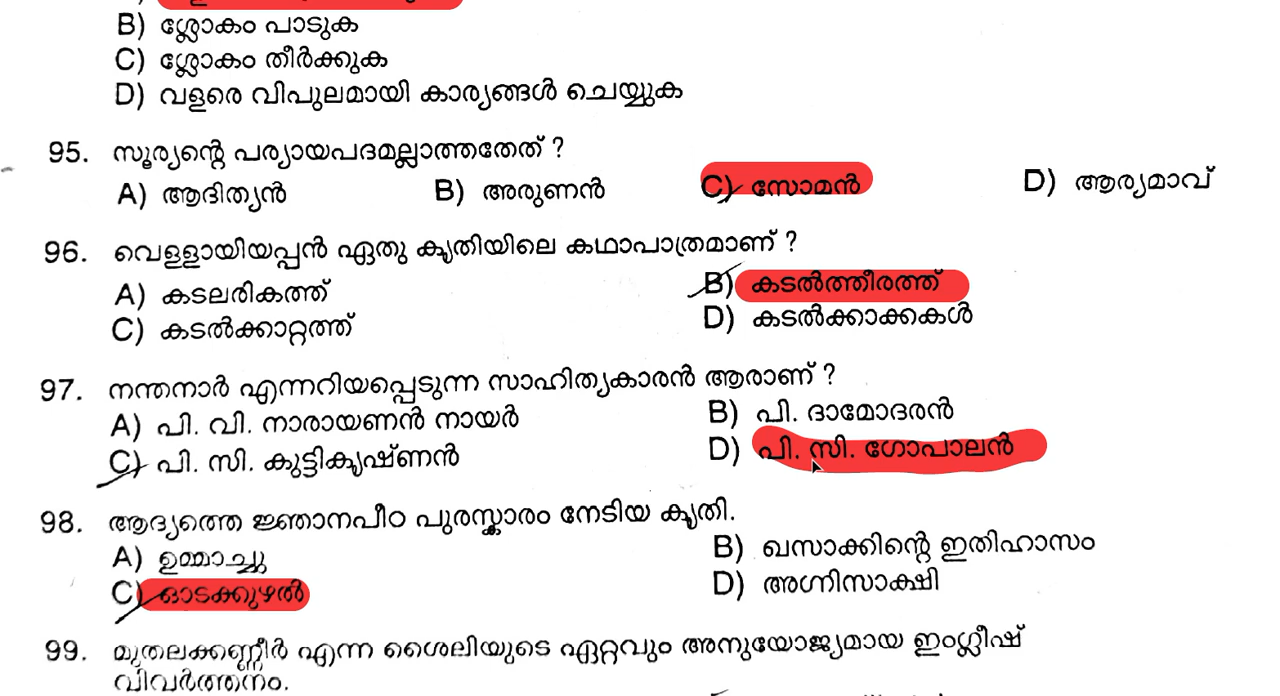 B) ശ്ലോകം പാടുക
C) ശ്ലോകം തീർക്കുക
D) വളരെ വിപുലമായി കാര്യങ്ങൾ ചെയ്യുക
95. സൂര്യന്റെ പര്യായപദമല്ലാത്തതേത് ?
A) ആദിത്യൻ B) അരുണൻ C) സോമൻ D) ആര്യമാവ്
96. വെള്ളായിയപ്പൻ ഏതു കൃതിയിലെ കഥാപാത്രമാണ് ?
A) കടലരികത്ത് B) കടൽത്തീരത്ത്
C) കടൽക്കാറ്റത്ത് D) കടൽക്കാക്കകൾ
97. നന്തനാർ എന്നറിയപ്പെടുന്ന സാഹിത്യകാരൻ ആരാണ് ?
A) പി. വി. നാരായണൻ നായർ B) പി. ദാമോദരൻ
C) പി. സി. കുട്ടികൃഷ്ണൻ D) പി. സി. ഗോപാലൻ
98. ആദ്യത്തെ ജ്ഞാനപീഠ പുരസ്കാരം നേടിയ കൃതി.
A) ഉമ്മാച്ചു B) ഖസാക്കിന്റെ ഇതിഹാസം
C) ഓടക്കുഴൽ D) അഗ്നിസാക്ഷി
99. മുതലക്കണ്ണീർ എന്ന ശൈലിയുടെ ഏറ്റവും അനുയോജ്യമായ ഇംഗ്ലീഷ്
വിവർത്തനം.